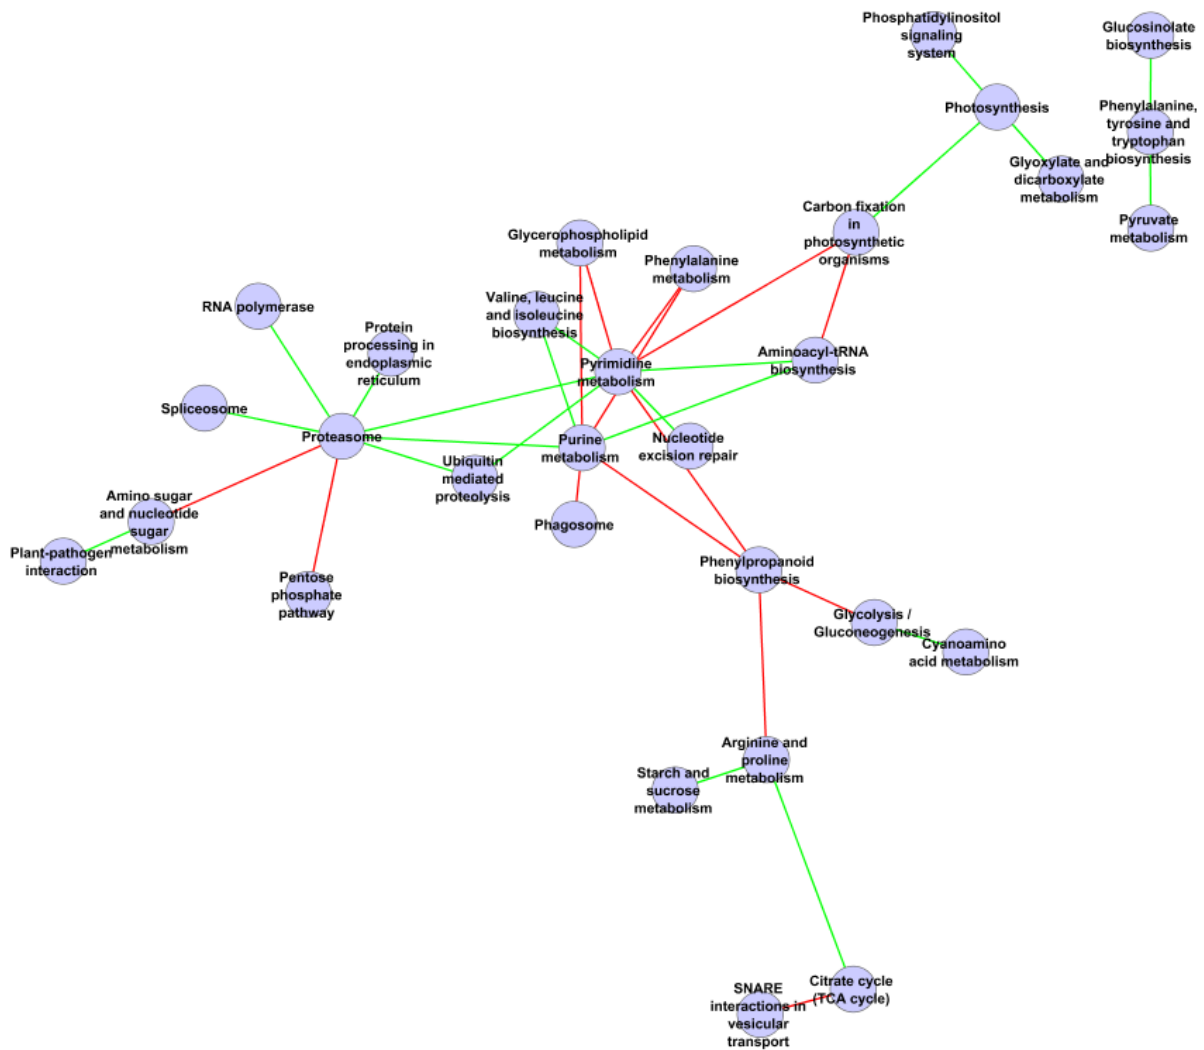 Phosphatidylinositol
signaling
system
Glucosinolate
biosynthesis
Photosynthesis
Phenylalanine,
tyrosine and
tryptophan
biosynthesis
Glyoxylate and
dicarboxylate
metabolism
Pyruvate
metabolism
Carbon fixation
in
photosynthetic
organisms
Glycerophospholipid
metabolism
Phenylalanine
metabolism
Valine, leucine
and isoleucine
biosynthesis
RNA polymerase
Protein
processing in
endoplasmic
reticulum
Pyrimidine
metabolism
Aminoacyl-tRNA
biosynthesis
Spliceosome
Proteasome
Purine
metabolism
Nucleotide
excision repair
Ubiquitin
mediated
proteolysis
Amino sugar
and nucleotide
sugar
metabolism
Phagosome
Plant-pathogen
interaction
Pentose
phosphate
pathway
Phenylpropanoid
biosynthesis
Glycolysis /
Gluconeogenesis
Cyanoamino
acid metabolism
Arginine and
proline
metabolism
Starch and
sucrose
metabolism
Citrate cycle
(TCA cycle)
SNARE
interactions in
vesicular
transport